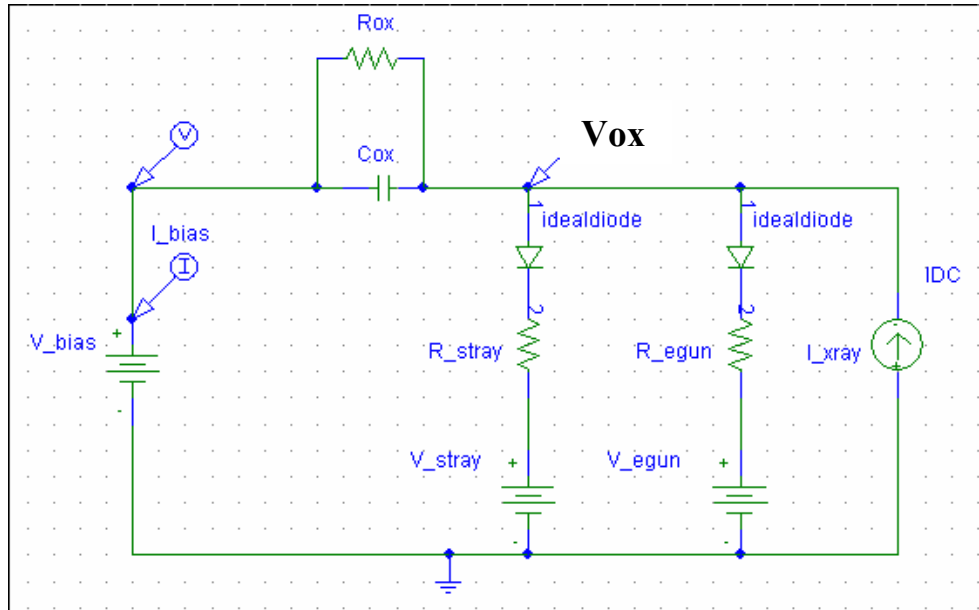 Rox
Vox
Cox
V
1
idealdiode
1
idealdiode
I_bias
I
IDC
2
2
V_bias
+
R_stray
R_egun
I_xray
-
+
-
V_stray
+
V_egun
+
-
-